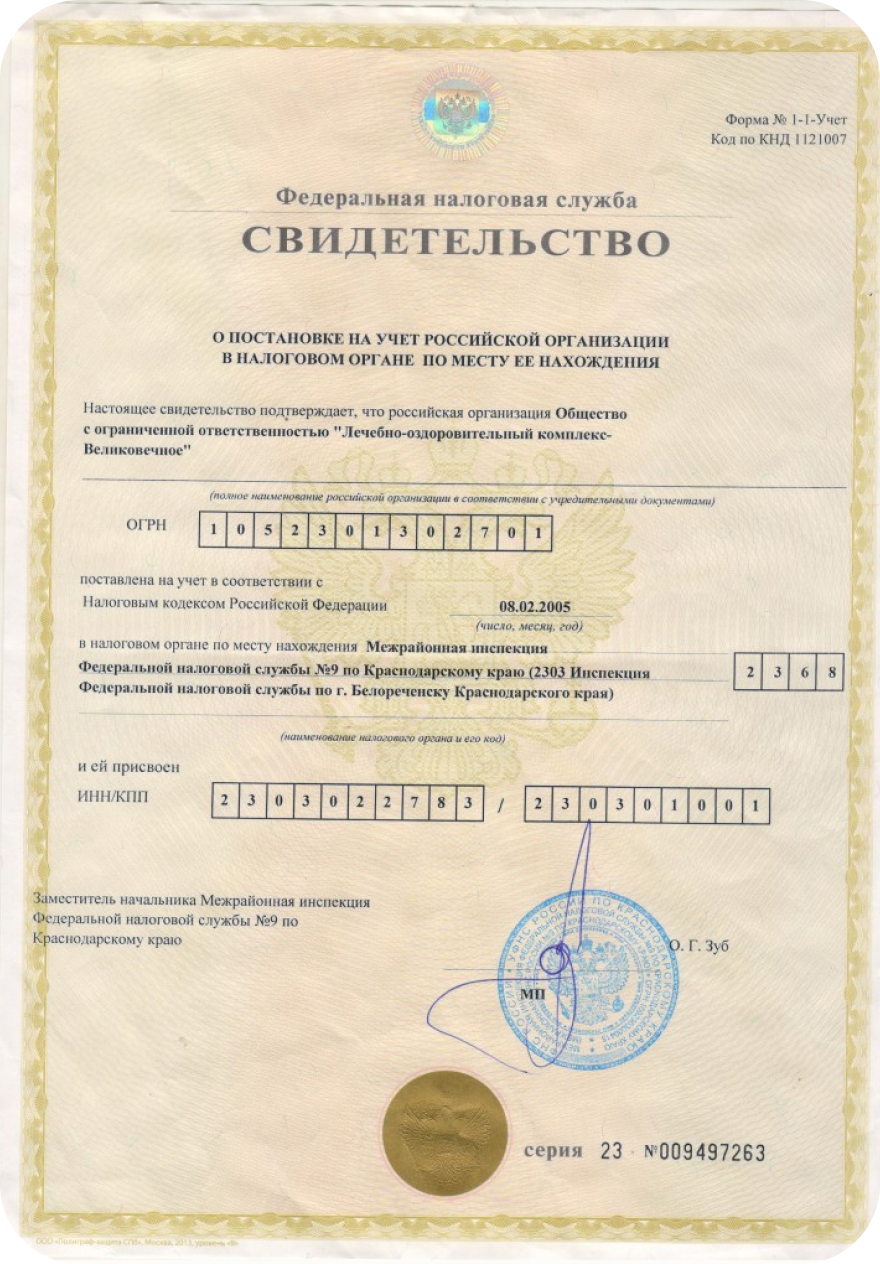 Форма № 1-1-Учет
Код по КНД 1121007
Федеральная налоговая служба
СВИДЕТЕЛЬСТВО
О ПОСТАНОВКЕ НА УЧЕТ РОССИЙСКОЙ ОРГАНИЗАЦИИ
В НАЛОГОВОМ ОРГАНЕ ПО МЕСТУ ЕЕ НАХОЖДЕНИЯ
Настоящее свидетельство подтверждает, что российская организация Общество
с ограниченной ответственностью "Лечебно-оздоровительный комплекс-
Великовечное"
(полное наименование российской организации в соответствии с учредительными документами)
ОГРН 1 0 5 2 3 0 1 3 0 2 7 0 1
поставлена на учет в соответствии с
Налоговым кодексом Российской Федерации 08.02.2005
(число, месяц, год)
в налоговом органе по месту нахождения Межрайонная инспекция
Федеральной налоговой службы №9 по Краснодарскому краю (2303 Инспекция 2 3 6 8
Федеральной налоговой службы по г. Белореченску Краснодарского края)
(наименование налогового органа и его код)
и ей присвоен
ИНН/КПП 2 3 0 3 0 2 2 7 8 3 / 2 3 0 3 0 1 0 0 1
Заместитель начальника Межрайонная инспекция
Федеральной налоговой службы №9 по
Краснодарскому краю
О. Г. Зуб
МП
серия 23 №009497263